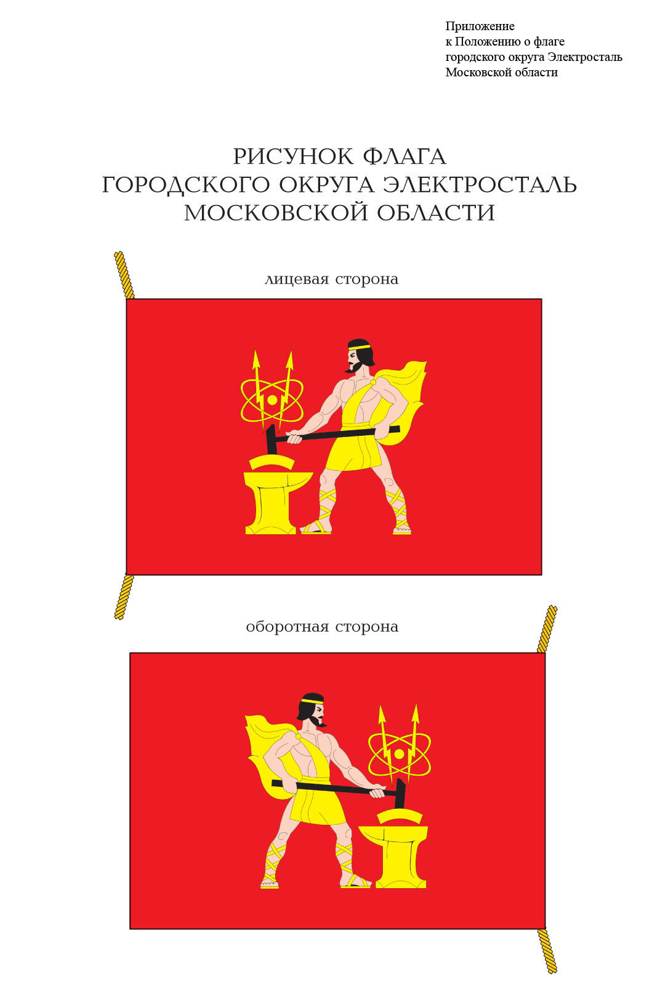 Приложение
к Положению о флаге
городского округа Электросталь
Московской области
РИСУНОК ФЛАГА
ГОРОДСКОГО ОКРУГА ЭЛЕКТРОСТАЛЬ
МОСКОВСКОЙ ОБЛАСТИ
лицевая сторона
оборотная сторона